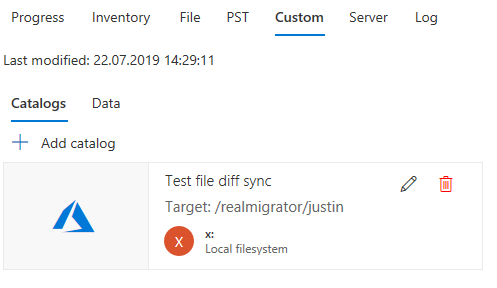 Progress Inventory File PST Custom Server Log
Last modified: 22.07.2019 14:29:11
Catalogs Data
Add catalog
Test file diff sync
Target: /realmigrator/justin
X
x:
Local filesystem